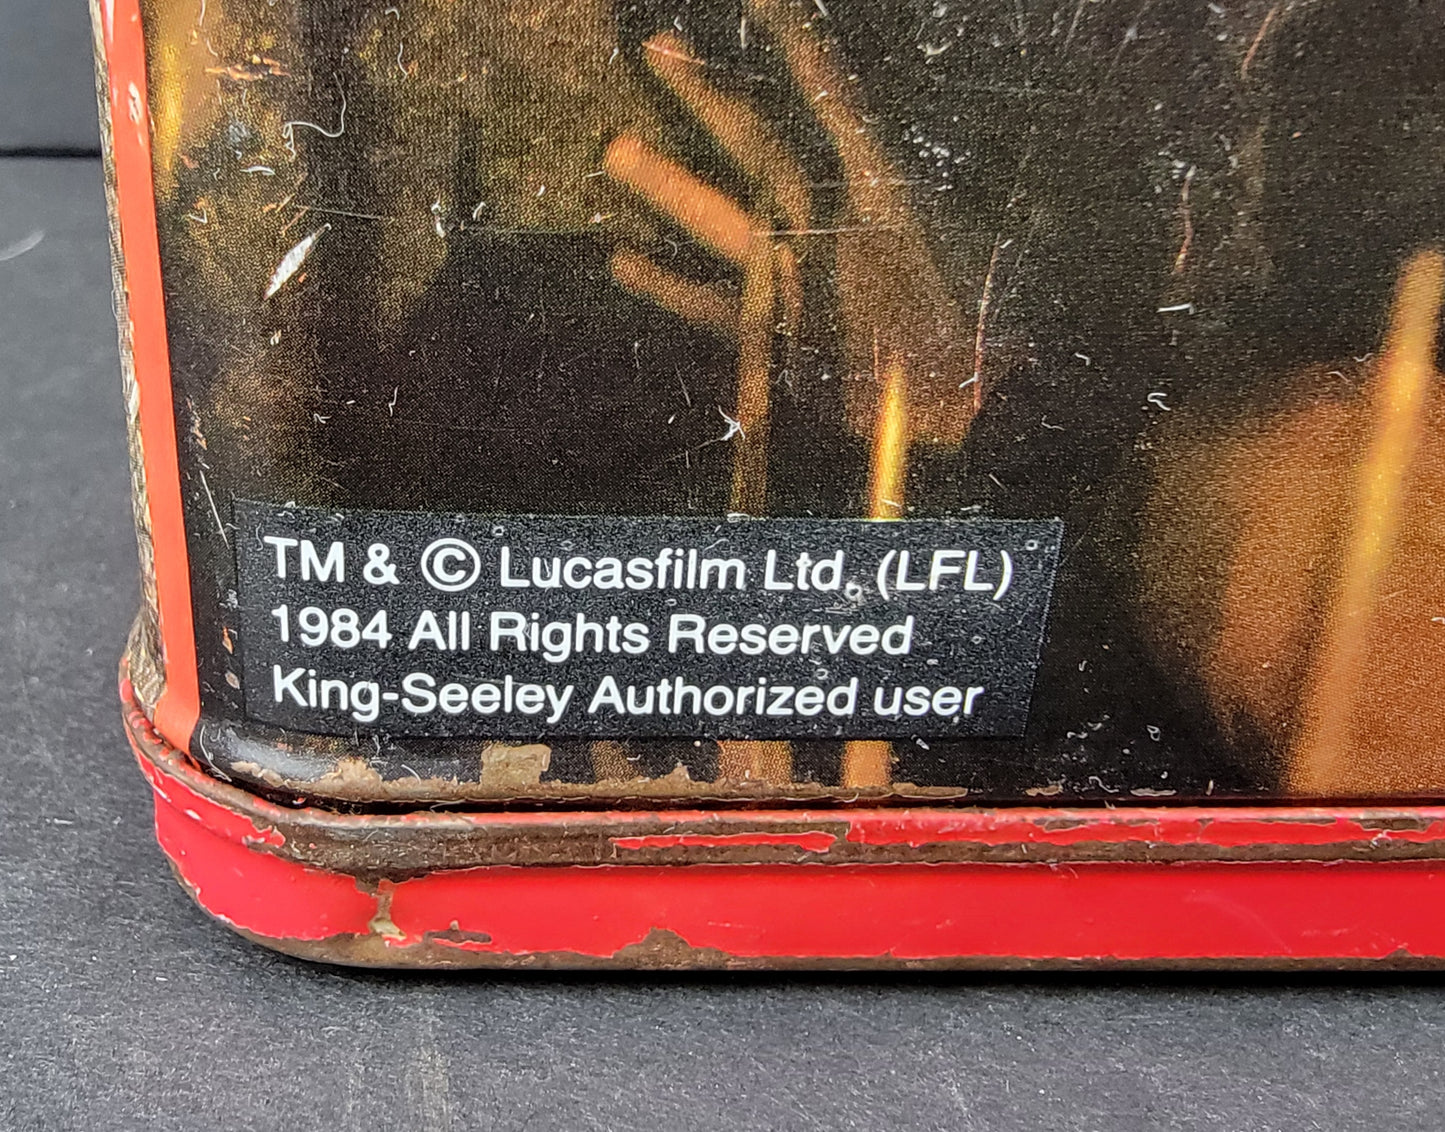 TM & © Lucasfilm Ltd. (LFL)
1984 All Rights Reserved
King-Seeley Authorized user